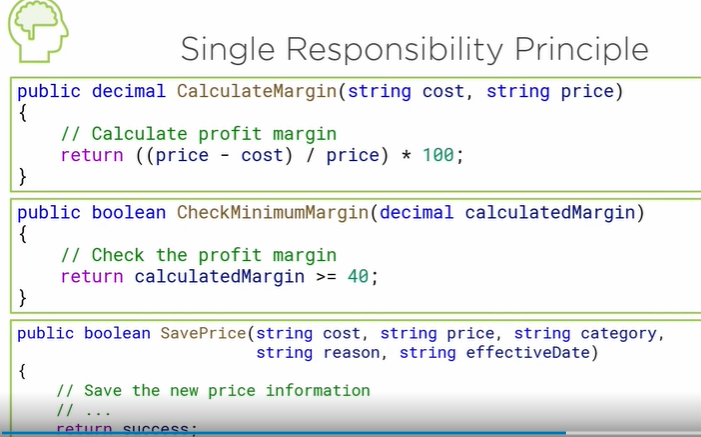 Single Responsibility Principle
public decimal CalculateMargin(string cost, string price)
{
    // Calculate profit margin
    return ((price - cost) / price) * 100;
}
public boolean CheckMinimumMargin(decimal calculatedMargin)
{
    // Check the profit margin
    return calculatedMargin >= 40;
}
public boolean SavePrice(string cost, string price, string category,
                         string reason, string effectiveDate)
{
    // Save the new price information
    // ...
    return success;